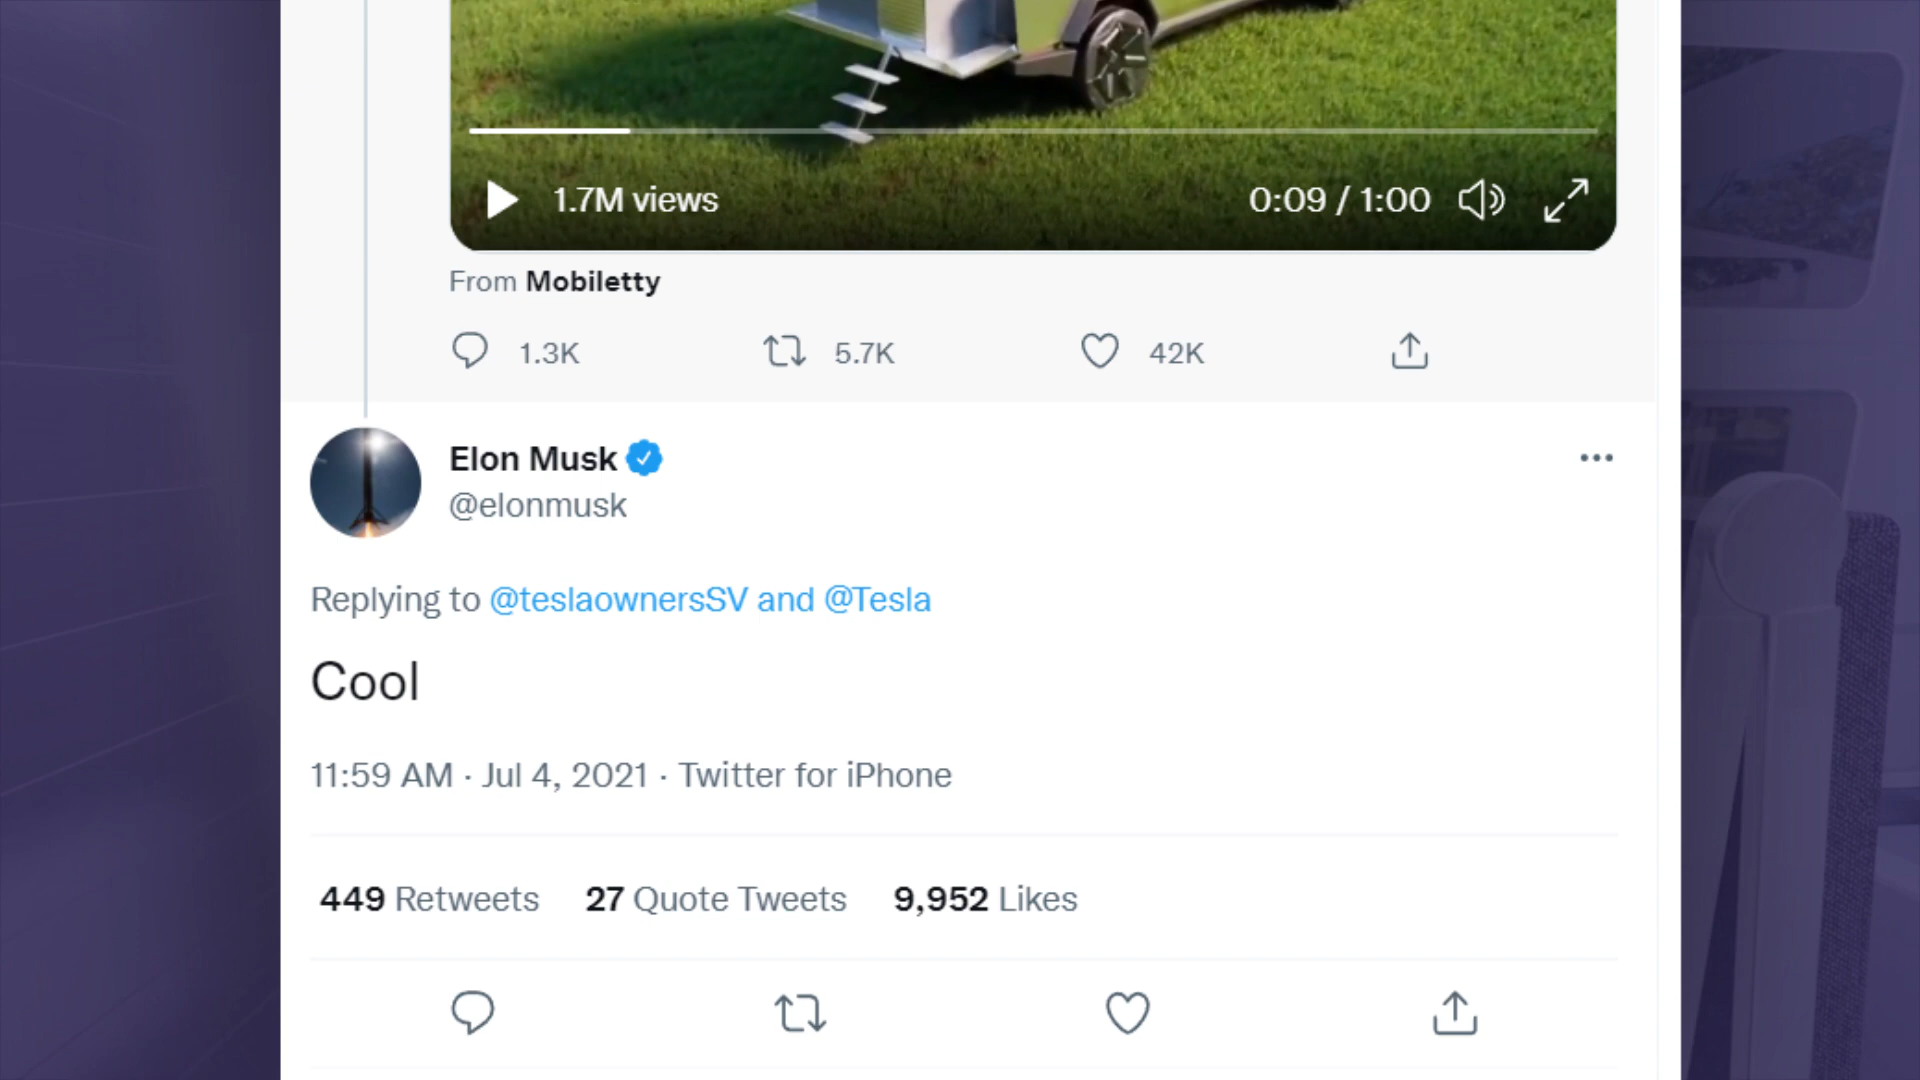 1.7M views
0:09 / 1:00
From Mobiletty
1.3K
5.7K
42K
Elon Musk
@elonmusk
Replying to @teslaownersSV and @Tesla
Cool
11:59 AM · Jul 4, 2021 · Twitter for iPhone
449 Retweets 27 Quote Tweets 9,952 Likes